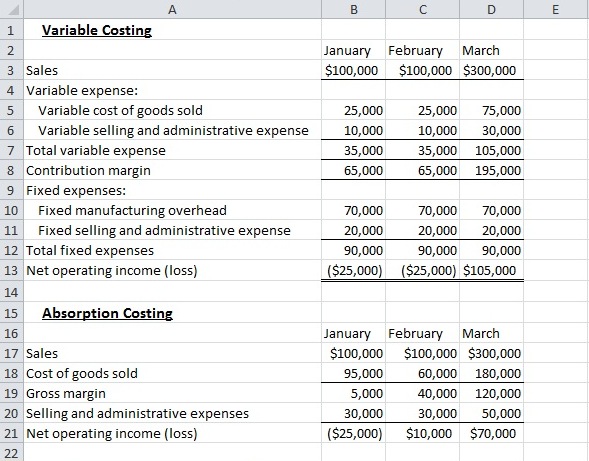 A B C D E
1 Variable Costing
2 January February March
3 Sales $100,000 $100,000 $300,000
4 Variable expense:
5 Variable cost of goods sold 25,000 25,000 75,000
6 Variable selling and administrative expense 10,000 10,000 30,000
7 Total variable expense 35,000 35,000 105,000
8 Contribution margin 65,000 65,000 195,000
9 Fixed expenses:
10 Fixed manufacturing overhead 70,000 70,000 70,000
11 Fixed selling and administrative expense 20,000 20,000 20,000
12 Total fixed expenses 90,000 90,000 90,000
13 Net operating income (loss) ($25,000) ($25,000) $105,000
14
15 Absorption Costing
16 January February March
17 Sales $100,000 $100,000 $300,000
18 Cost of goods sold 95,000 60,000 180,000
19 Gross margin 5,000 40,000 120,000
20 Selling and administrative expenses 30,000 30,000 50,000
21 Net operating income (loss) ($25,000) $10,000 $70,000
22